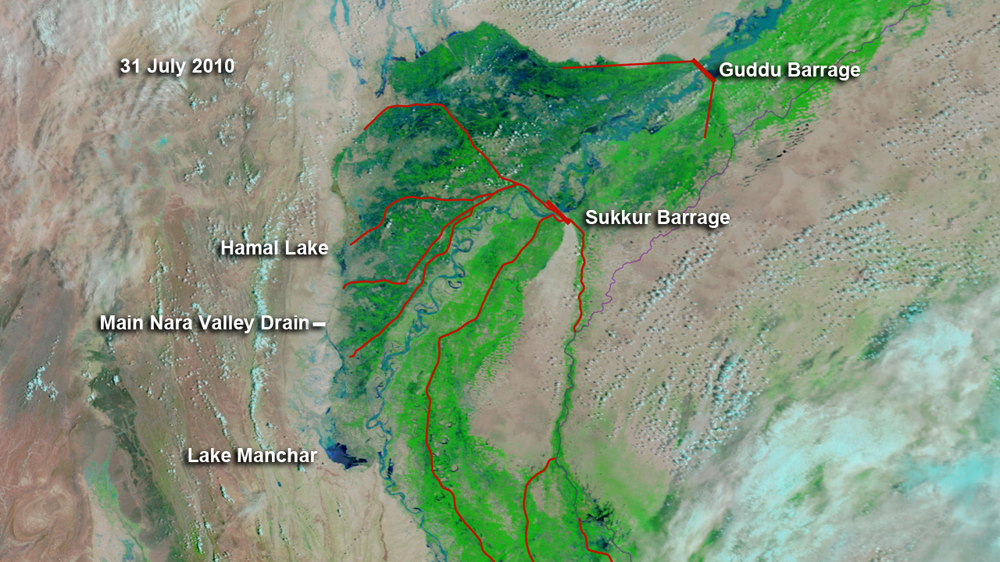 31 July 2010
Guddu Barrage
Sukkur Barrage
Hamal Lake
Main Nara Valley Drain
Lake Manchar